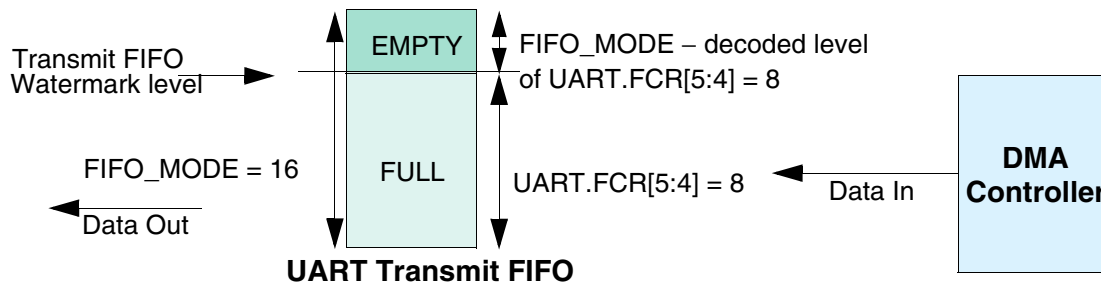 EMPTY
FIFO_MODE – decoded level
of UART.FCR[5:4] = 8
Transmit FIFO
Watermark level
FIFO_MODE = 16
FULL
UART.FCR[5:4] = 8
DMA
Controller
Data In
Data Out
UART Transmit FIFO